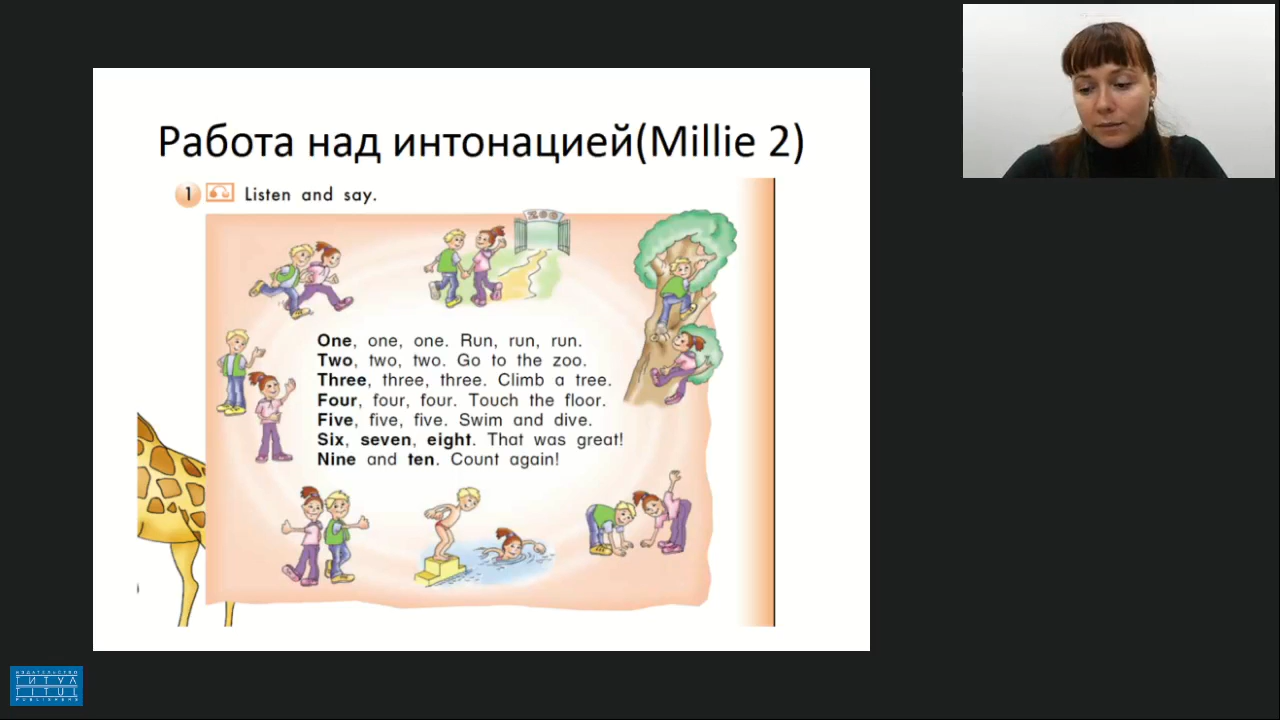 Работа над интонацией(Millie 2)
1 Listen and say.
ZOO
One, one, one. Run, run, run.
Two, two, two. Go to the zoo.
Three, three, three. Climb a tree.
Four, four, four. Touch the floor.
Five, five, five. Swim and dive.
Six, seven, eight. That was great!
Nine and ten. Count again!
ИЗДАТЕЛЬСТВО
ТИТУЛ
TITUL
PUBLISHERS